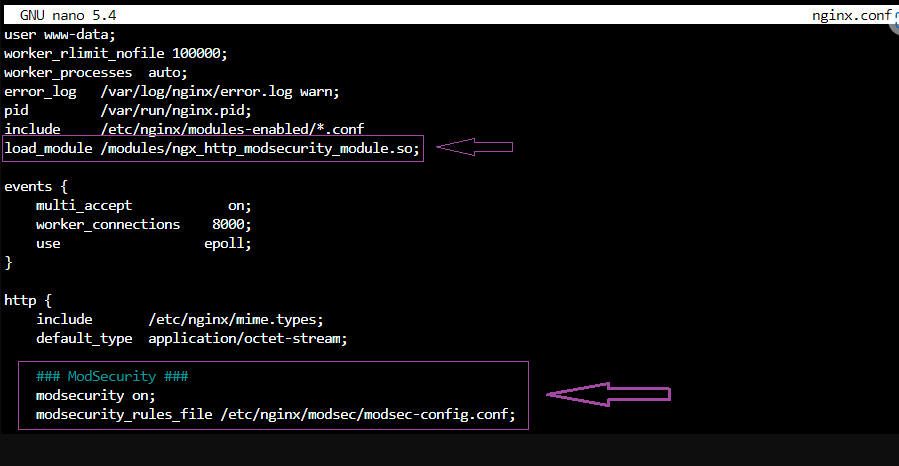 GNU nano 5.4 nginx.conf
user www-data;
worker_rlimit_nofile 100000;
worker_processes auto;
error_log /var/log/nginx/error.log warn;
pid /var/run/nginx.pid;
include /etc/nginx/modules-enabled/*.conf
load_module /modules/ngx_http_modsecurity_module.so;
events {
multi_accept on;
worker_connections 8000;
use epoll;
}
http {
include /etc/nginx/mime.types;
default_type application/octet-stream;
### ModSecurity ###
modsecurity on;
modsecurity_rules_file /etc/nginx/modsec/modsec-config.conf;